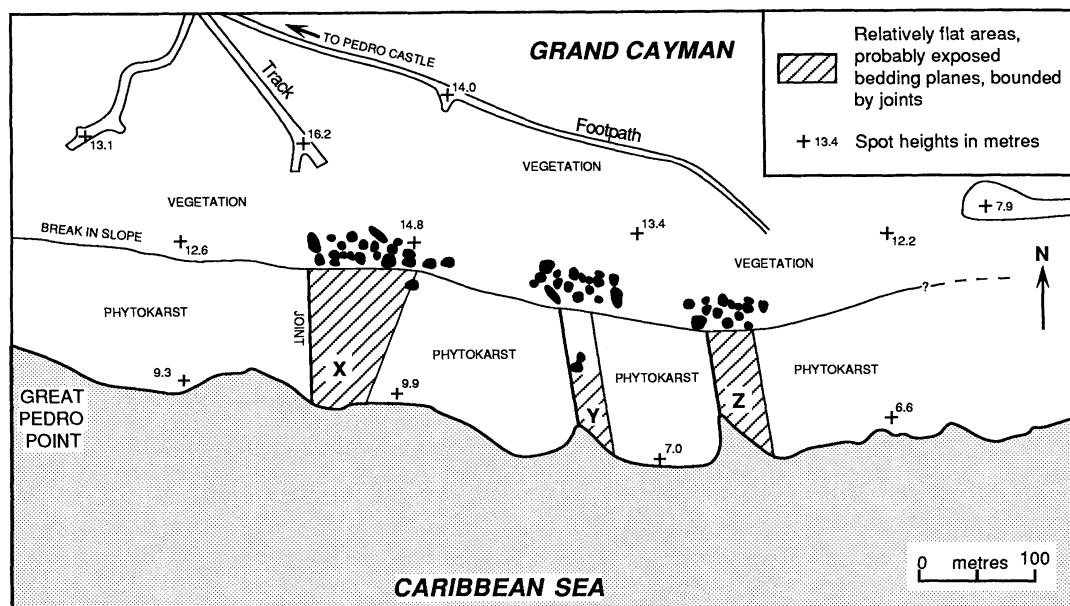 TO PEDRO CASTLE
GRAND CAYMAN
Relatively flat areas,
probably exposed
bedding planes, bounded
by joints
13.4 Spot heights in metres
Track
14.0
Footpath
13.1
16.2
VEGETATION
VEGETATION
7.9
BREAK IN SLOPE
12.6
14.8
13.4
12.2
VEGETATION
N
?
PHYTOKARST
JOINT
X
PHYTOKARST
PHYTOKARST
PHYTOKARST
9.3
9.9
Y
Z
6.6
GREAT
PEDRO
POINT
7.0
0 metres 100
CARIBBEAN SEA